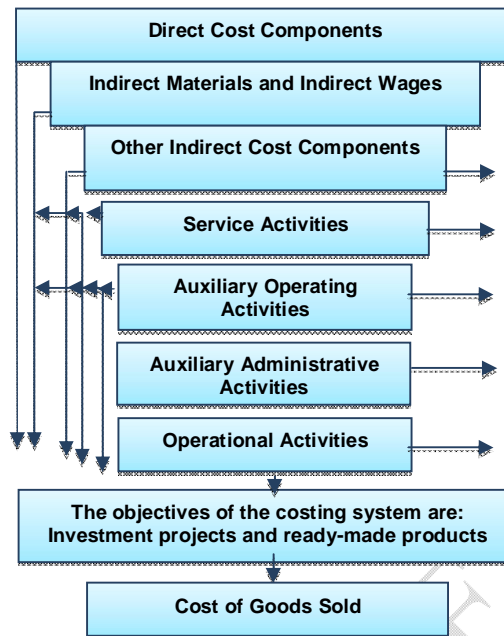 Direct Cost Components
Indirect Materials and Indirect Wages
Other Indirect Cost Components
Service Activities
Auxiliary Operating
Activities
Auxiliary Administrative
Activities
Operational Activities
The objectives of the costing system are:
Investment projects and ready-made products
Cost of Goods Sold